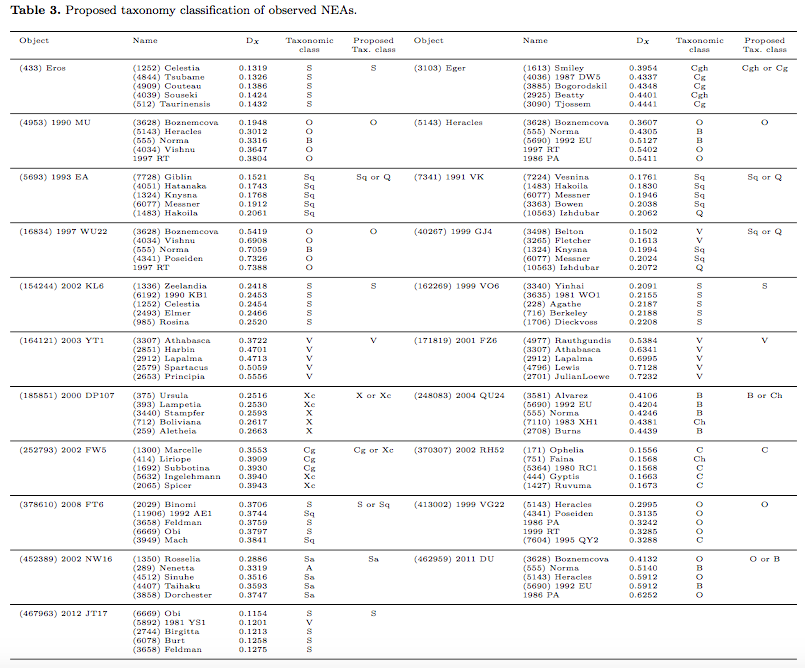 Table 3. Proposed taxonomy classification of observed NEAs.
Object Name DX Taxonomic Proposed Object Name DX Taxonomic Proposed
class Tax. class class Tax. class
(433) Eros (1252) Celestia 0.1319 S S (3103) Eger (1613) Smiley 0.3954 Cgh Cgh or Cg
(4844) Tsubame 0.1326 S (4036) 1987 DW5 0.4337 Cg
(4909) Couteau 0.1386 S (3885) Bogorodskil 0.4348 Cg
(4039) Souseki 0.1424 S (2925) Beatty 0.4401 Cgh
(512) Taurinensis 0.1432 S (3090) Tjossem 0.4441 Cg
(4953) 1990 MU (3628) Boznemcova 0.1948 O O (5143) Heracles (3628) Boznemcova 0.3607 O O
(5143) Heracles 0.3012 O (555) Norma 0.4305 B
(555) Norma 0.3316 B (5690) 1992 EU 0.5127 B
(4034) Vishnu 0.3647 O 1997 RT 0.5402 O
1997 RT 0.3804 O 1986 PA 0.5411 O
(5693) 1993 EA (7728) Giblin 0.1521 Sq Sq or Q (7341) 1991 VK (7224) Vesnina 0.1761 Sq Sq or Q
(4051) Hatanaka 0.1743 Sq (1483) Hakoila 0.1830 Sq
(1324) Knysna 0.1768 Sq (6077) Messner 0.1946 Sq
(6077) Messner 0.1912 Sq (3363) Bowen 0.2038 Sq
(1483) Hakoila 0.2061 Sq (10563) Izhdubar 0.2062 Q
(16834) 1997 WU22 (3628) Boznemcova 0.5419 O O (40267) 1999 GJ4 (3498) Belton 0.1502 V Sq or Q
(4034) Vishnu 0.6908 O (3265) Fletcher 0.1613 V
(555) Norma 0.7059 B (1324) Knysna 0.1994 Sq
(4341) Poseiden 0.7326 O (6077) Messner 0.2024 Sq
1997 RT 0.7388 O (10563) Izhdubar 0.2072 Q
(154244) 2002 KL6 (1336) Zeelandia 0.2418 S S (162269) 1999 VO6 (3340) Yinhai 0.2091 S S
(6192) 1990 KB1 0.2453 S (3635) 1981 WO1 0.2155 S
(1252) Celestia 0.2454 S (228) Agathe 0.2187 S
(2493) Elmer 0.2466 S (716) Berkeley 0.2188 S
(985) Rosina 0.2520 S (1706) Dieckvoss 0.2208 S
(164121) 2003 YT1 (3307) Athabasca 0.3722 V V (171819) 2001 FZ6 (4977) Rauthgundis 0.5384 V V
(2851) Harbin 0.4701 V (3307) Athabasca 0.6341 V
(2912) Lapalma 0.4713 V (2912) Lapalma 0.6995 V
(2579) Spartacus 0.5059 V (4796) Lewis 0.7128 V
(2653) Principia 0.5556 V (2701) JulianLoewe 0.7232 V
(185851) 2000 DP107 (375) Ursula 0.2516 Xc X or Xc (248083) 2004 QU24 (3581) Alvarez 0.4106 B B or Ch
(393) Lampetia 0.2530 Xc (5690) 1992 EU 0.4204 B
(3440) Stampfer 0.2593 X (555) Norma 0.4246 B
(712) Boliviana 0.2617 X (7110) 1983 XH1 0.4381 Ch
(259) Aletheia 0.2663 X (2708) Burns 0.4439 B
(252793) 2002 FW5 (1300) Marcelle 0.3553 Cg Cg or Xc (370307) 2002 RH52 (171) Ophelia 0.1556 C C
(414) Liriope 0.3909 Cg (751) Faina 0.1568 Ch
(1692) Subbotina 0.3930 Cg (5364) 1980 RC1 0.1568 C
(5632) Ingelehmann 0.3940 Xc (444) Gyptis 0.1663 C
(2065) Spicer 0.3943 Xc (1427) Ruvuma 0.1673 C
(378610) 2008 FT6 (2029) Binomi 0.3706 S S or Sq (413002) 1999 VG22 (5143) Heracles 0.2995 O O
(11906) 1992 AE1 0.3744 Sq (4341) Poseiden 0.3135 O
(3658) Feldman 0.3759 S 1986 PA 0.3242 O
(6669) Obi 0.3797 S 1999 RT 0.3285 O
(3949) Mach 0.3841 Sq (7604) 1995 QY2 0.3288 C
(452389) 2002 NW16 (1350) Rosselia 0.2886 Sa Sa (462959) 2011 DU (3628) Boznemcova 0.4132 O O or B
(289) Nenetta 0.3319 A (555) Norma 0.5140 B
(4512) Sinuhe 0.3516 Sa (5143) Heracles 0.5912 O
(4407) Taihaku 0.3593 Sa (5690) 1992 EU 0.5912 B
(3858) Dorchester 0.3747 Sa 1986 PA 0.6252 O
(467963) 2012 JT17 (6669) Obi 0.1154 S S
(5892) 1981 YS1 0.1201 V
(2744) Birgitta 0.1213 S
(6078) Burt 0.1258 S
(3658) Feldman 0.1275 S